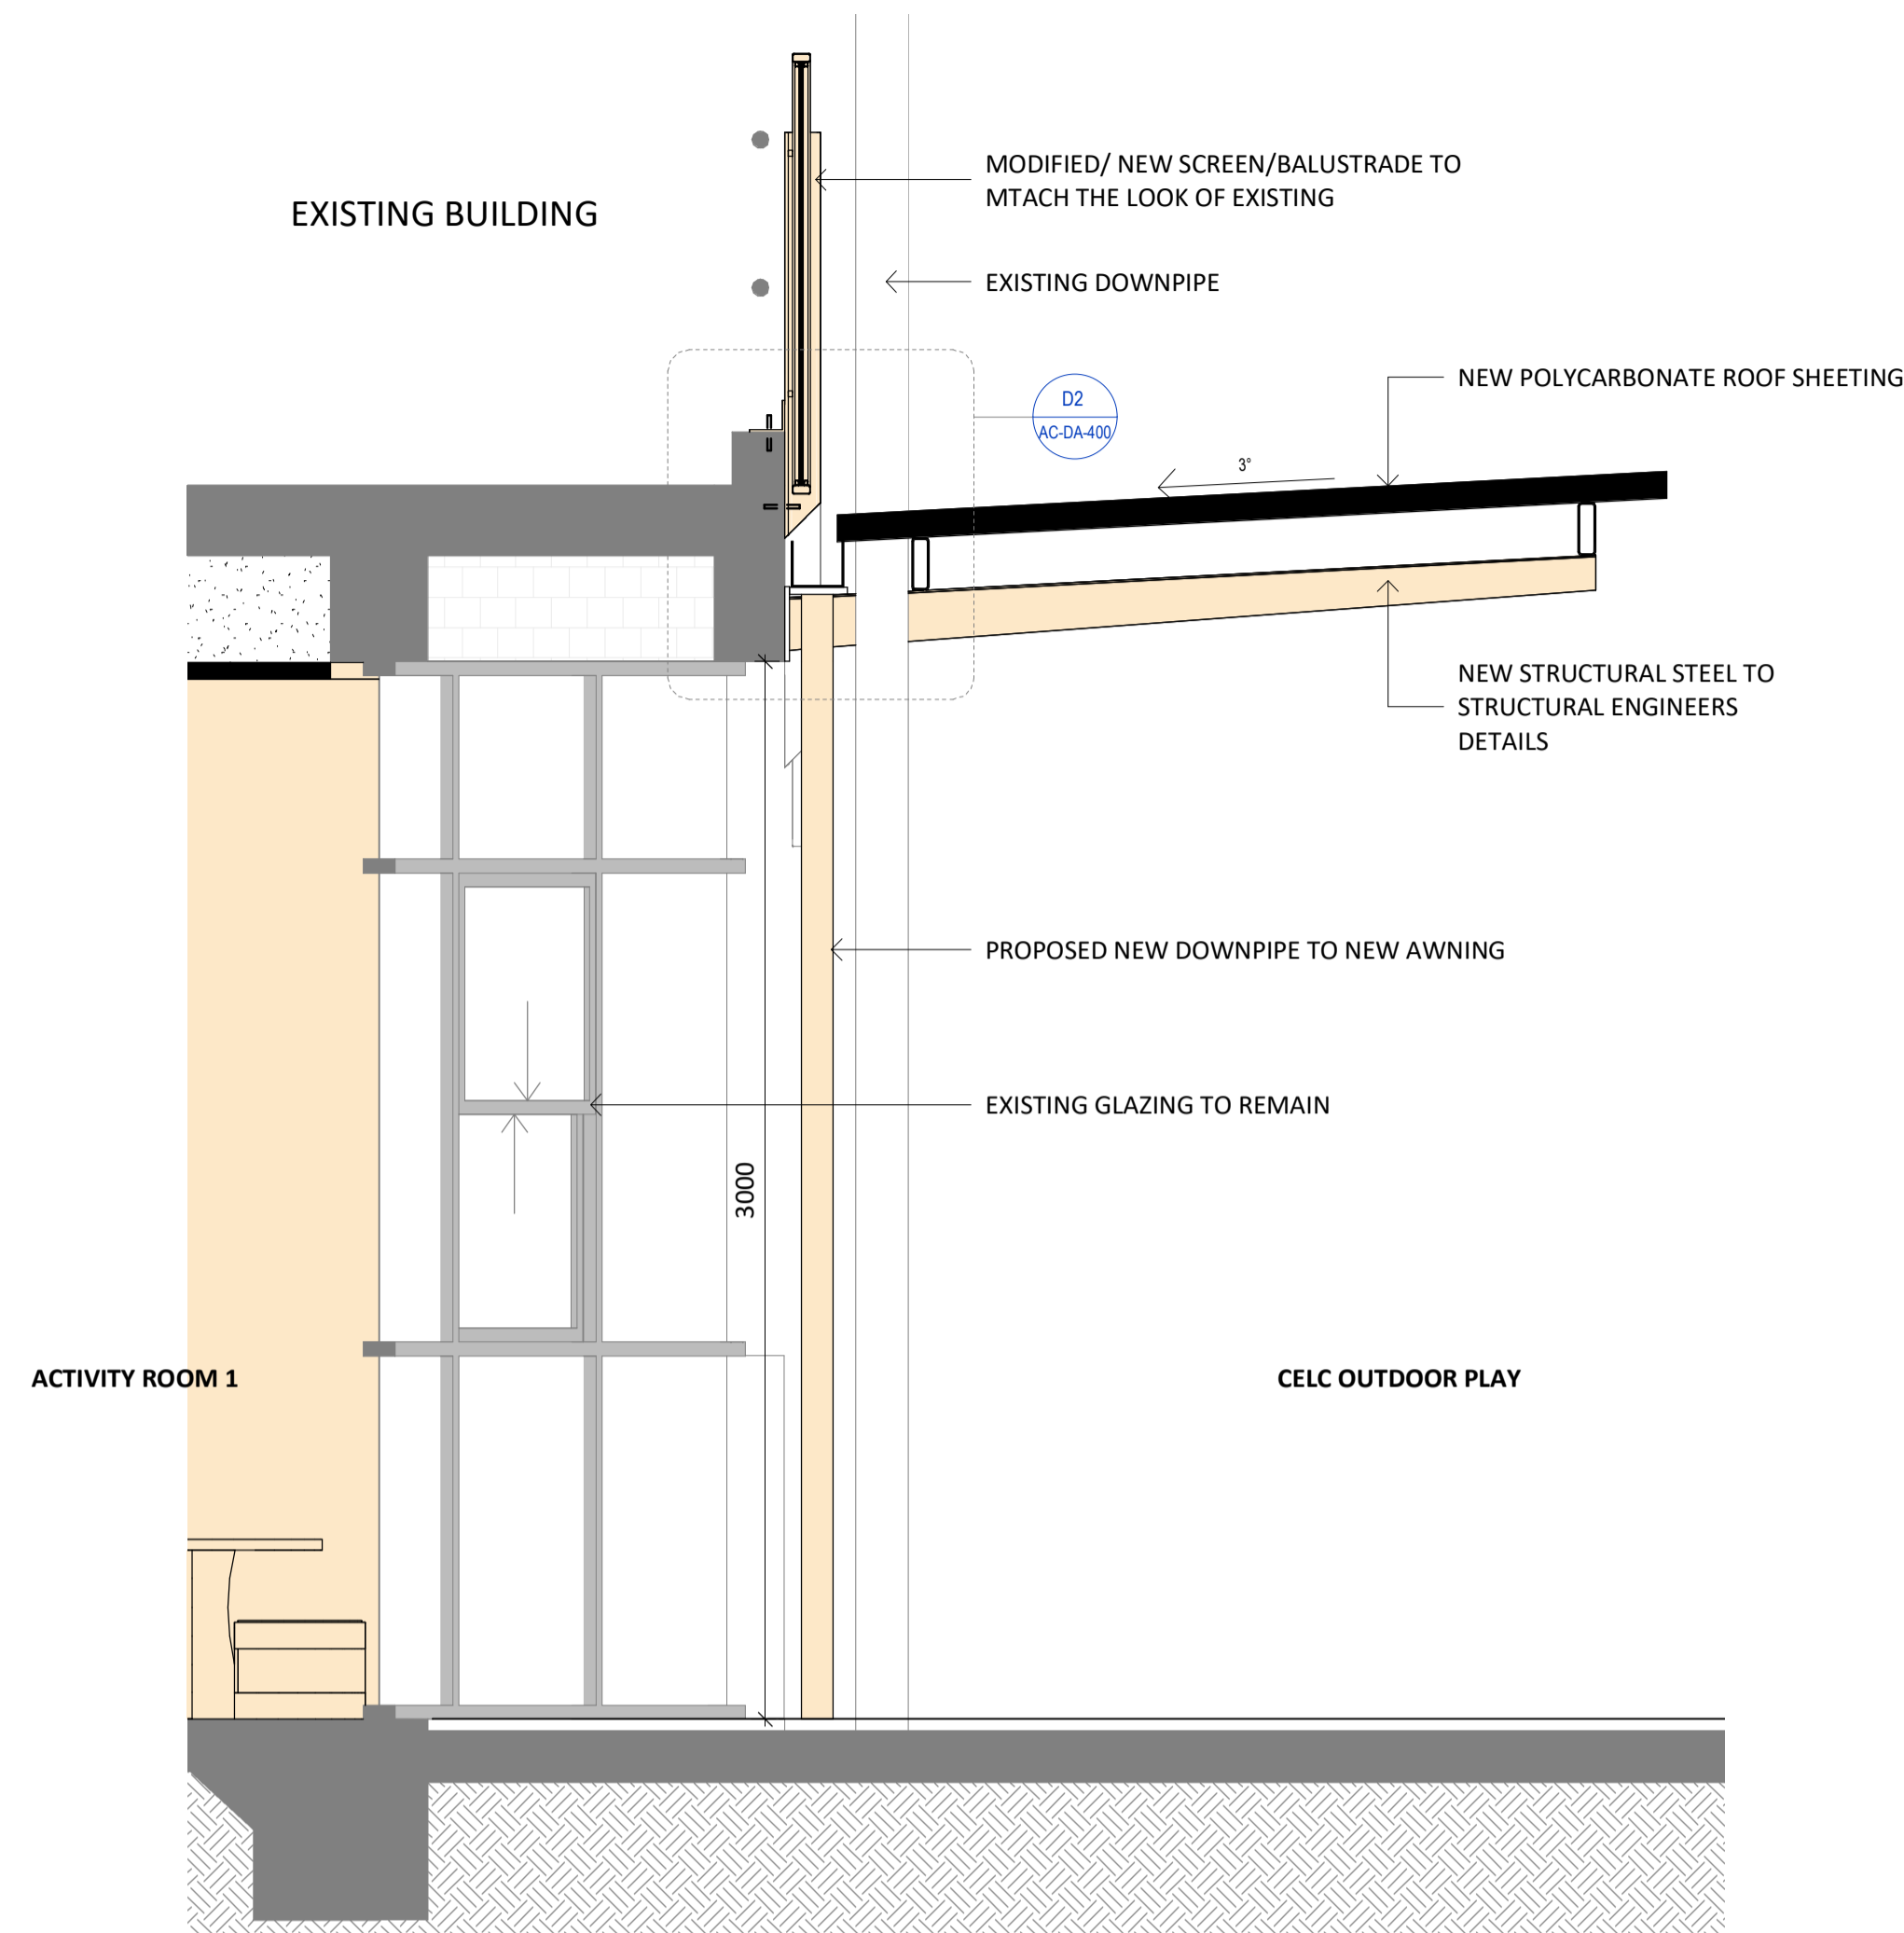 MODIFIED/ NEW SCREEN/BALUSTRADE TO
MTACH THE LOOK OF EXISTING
EXISTING BUILDING
EXISTING DOWNPIPE
NEW POLYCARBONATE ROOF SHEETING
D2
AC-DA-400
3°
NEW STRUCTURAL STEEL TO
STRUCTURAL ENGINEERS
DETAILS
PROPOSED NEW DOWNPIPE TO NEW AWNING
EXISTING GLAZING TO REMAIN
3000
ACTIVITY ROOM 1
CELC OUTDOOR PLAY